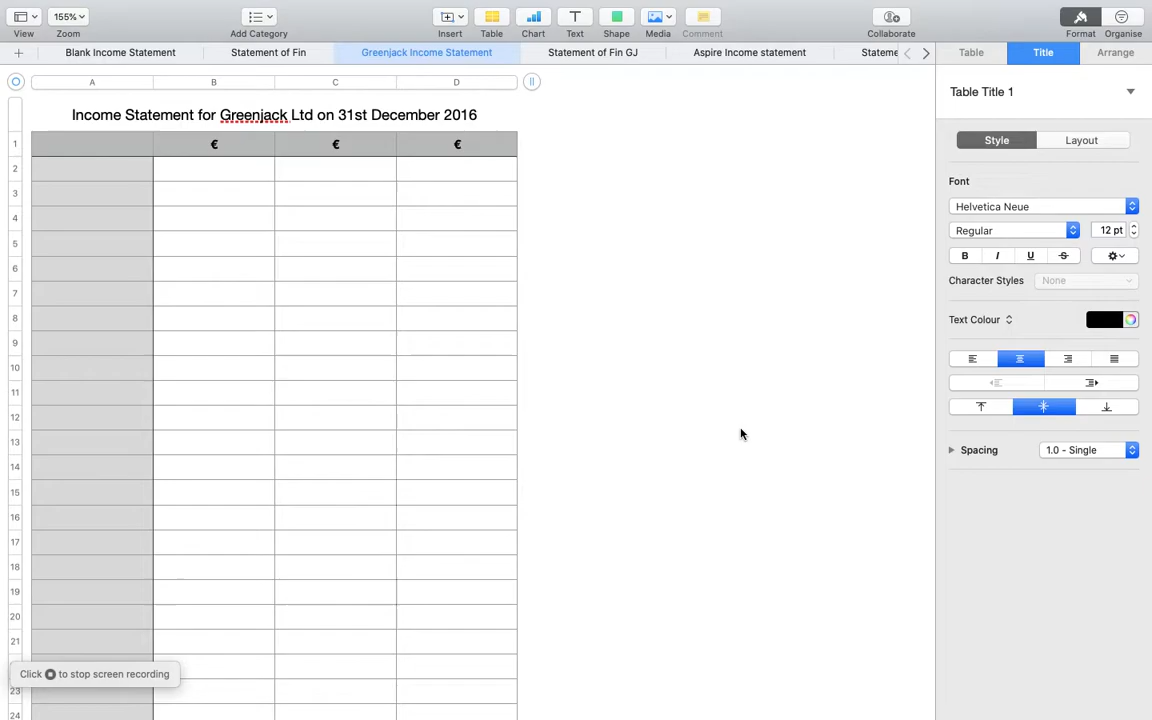 155%
View
Zoom
Add Category
Insert
Table
Chart
Text
Shape
Media
Comment
Collaborate
Format
Organise
Blank Income Statement
Statement of Fin
Greenjack Income Statement
Statement of Fin GJ
Aspire Income statement
Stateme
Table
Title
Arrange
A
B
C
D
Income Statement for Greenjack Ltd on 31st December 2016
1
€
€
€
2
3
4
5
6
7
8
9
10
11
12
13
14
15
16
17
18
19
20
21
23
24
Click to stop screen recording
Table Title 1
Style
Layout
Font
Helvetica Neue
Regular
12 pt
B
I
U
S
Character Styles
None
Text Colour
Spacing
1.0 - Single